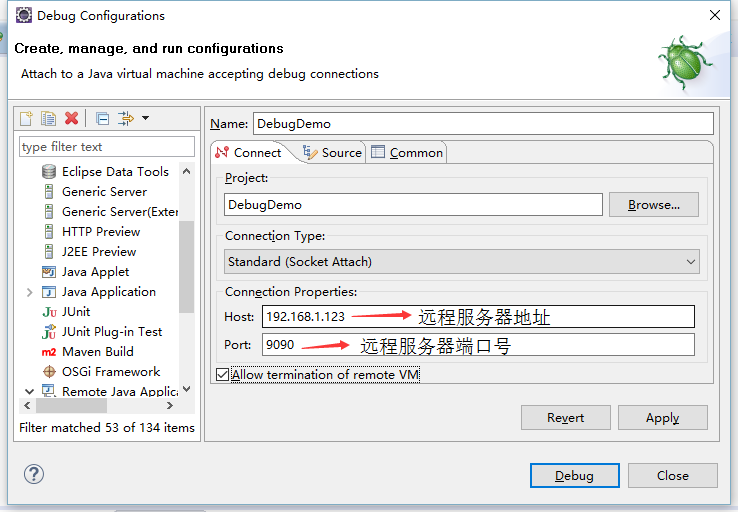 Debug Configurations
Create, manage, and run configurations
Attach to a Java virtual machine accepting debug connections
type filter text
Eclipse Data Tools
Generic Server
Generic Server(Exter
HTTP Preview
J2EE Preview
Java Applet
Java Application
JUnit
JUnit Plug-in Test
Maven Build
OSGi Framework
Remote Java Applica
Filter matched 53 of 134 items
Name: DebugDemo
Connect Source Common
Project:
DebugDemo Browse...
Connection Type:
Standard (Socket Attach)
Connection Properties:
Host: 192.168.1.123 远程服务器地址
Port: 9090 远程服务器端口号
Allow termination of remote VM
Revert Apply
Debug Close